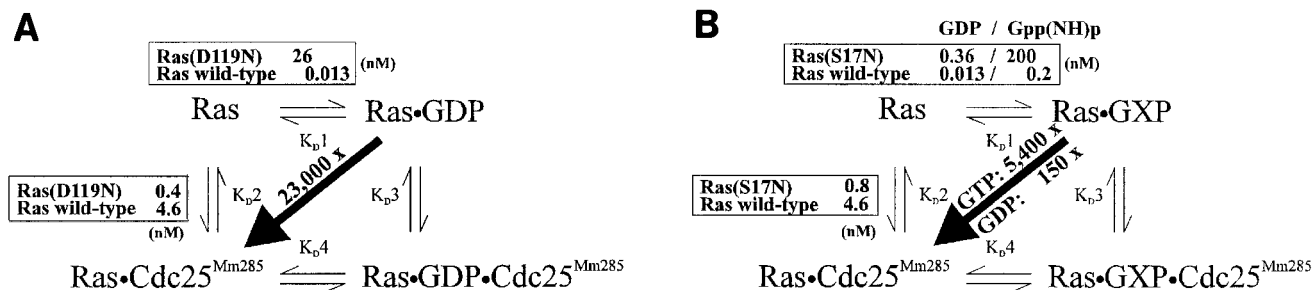 A
Ras(D119N) 26
Ras wild-type 0.013
(nM)
Ras
Ras•GDP
K_D1
23,000 x
Ras(D119N) 0.4
Ras wild-type 4.6
(nM)
K_D2
K_D3
K_D4
Ras•Cdc25^Mm285
Ras•GDP•Cdc25^Mm285
B
GDP / Gpp(NH)p
Ras(S17N) 0.36 / 200
Ras wild-type 0.013 / 0.2
(nM)
Ras
Ras•GXP
K_D1
GTP: 5,400 x
GDP: 150 x
Ras(S17N) 0.8
Ras wild-type 4.6
(nM)
K_D2
K_D3
K_D4
Ras•Cdc25^Mm285
Ras•GXP•Cdc25^Mm285